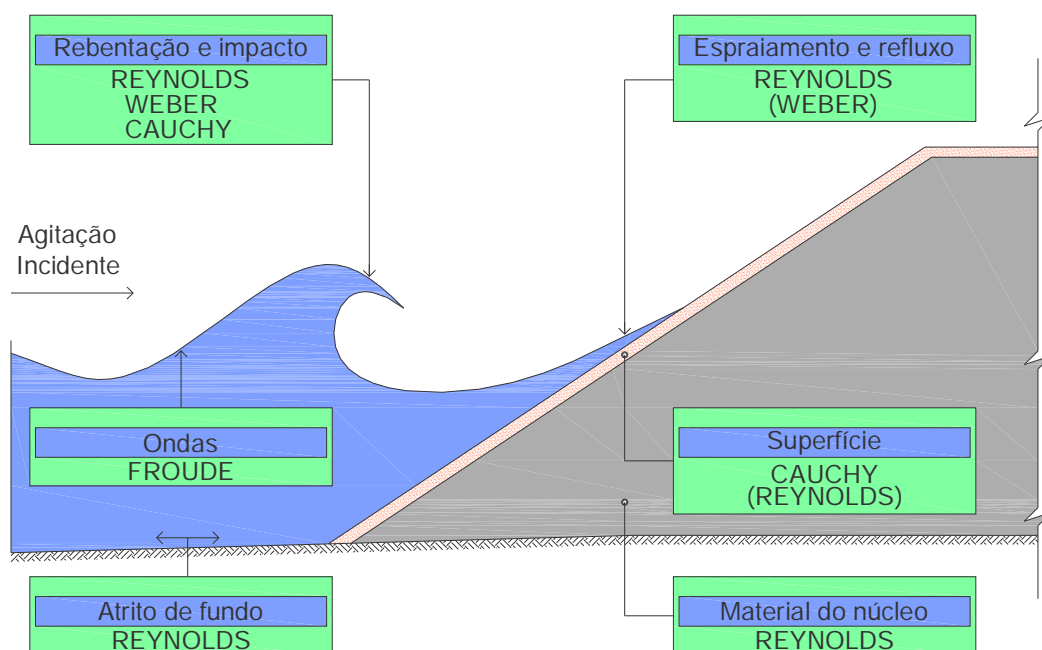 Rebentação e impacto
REYNOLDS
WEBER
CAUCHY
Espraiamento e refluxo
REYNOLDS
(WEBER)
Agitação
Incidente
Ondas
FROUDE
Superfície
CAUCHY
(REYNOLDS)
Atrito de fundo
REYNOLDS
Material do núcleo
REYNOLDS